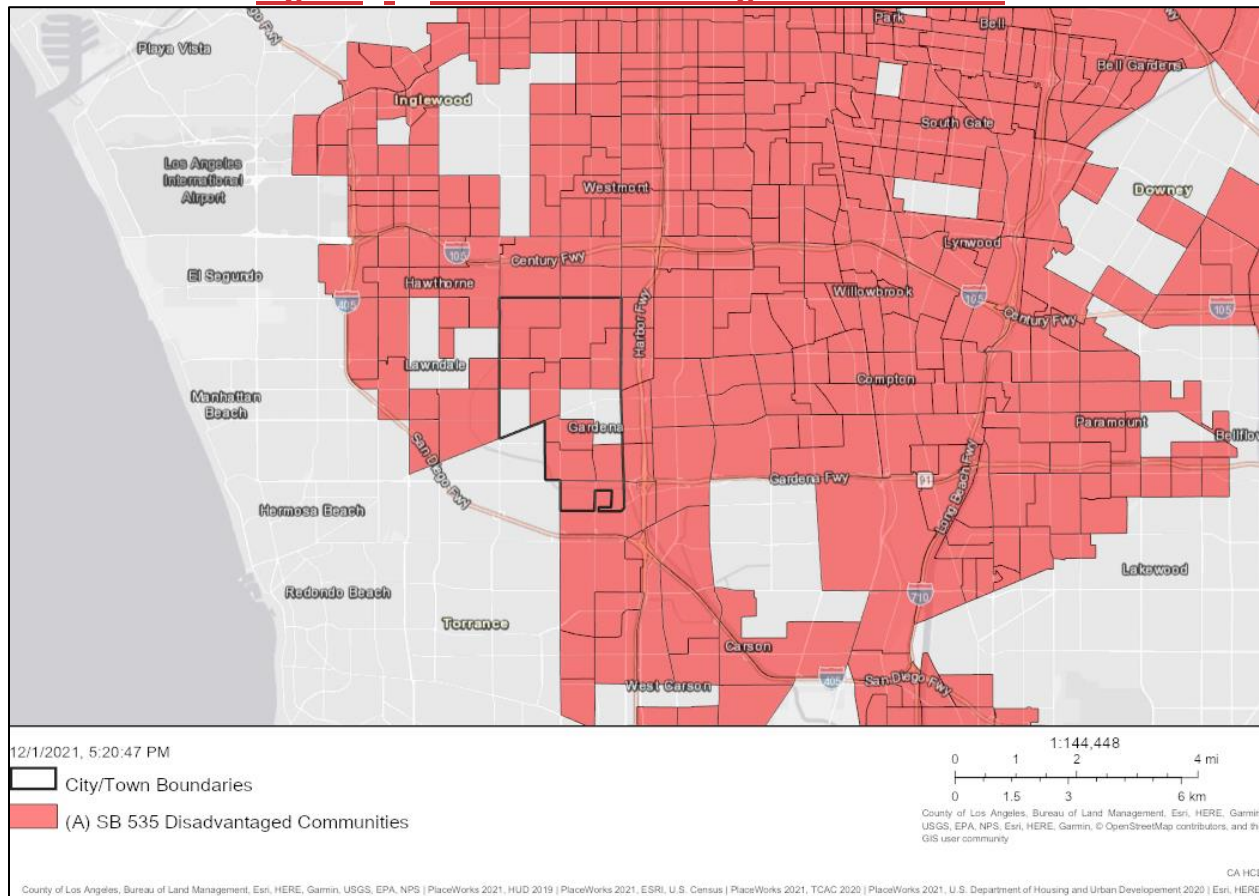 Park
Bell
Playa Vista
Bell Gardens
Inglewood
South Gate
Los Angeles
International
Airport
Westmont
Downey
Lynwood
105
Century Fwy
El Segundo
Hawthorne
405
Willowbrook
105
105
Century Fwy
Harbor Fwy
Lawndale
Compton
Manhattan
Beach
Gardena
Paramount
Bellflow
San Diego Fwy
Gardena Fwy
91
Long Beach Fwy
Hermosa Beach
Lakewood
Redondo Beach
710
Torrance
Carson
West Carson
405
San Diego Fwy
12/1/2021, 5:20:47 PM
City/Town Boundaries
(A) SB 535 Disadvantaged Communities
1:144,448
0 1 2 4 mi
0 1.5 3 6 km
County of Los Angeles, Bureau of Land Management, Esri, HERE, Garmin,
USGS, EPA, NPS, Esri, HERE, Garmin, © OpenStreetMap contributors, and the
GIS user community
County of Los Angeles, Bureau of Land Management, Esri, HERE, Garmin, USGS, EPA, NPS | PlaceWorks 2021, HUD 2019 | PlaceWorks 2021, ESRI, U.S. Census | PlaceWorks 2021, TCAC 2020 | PlaceWorks 2021, U.S. Department of Housing and Urban Developement 2020 | Esri, HERE